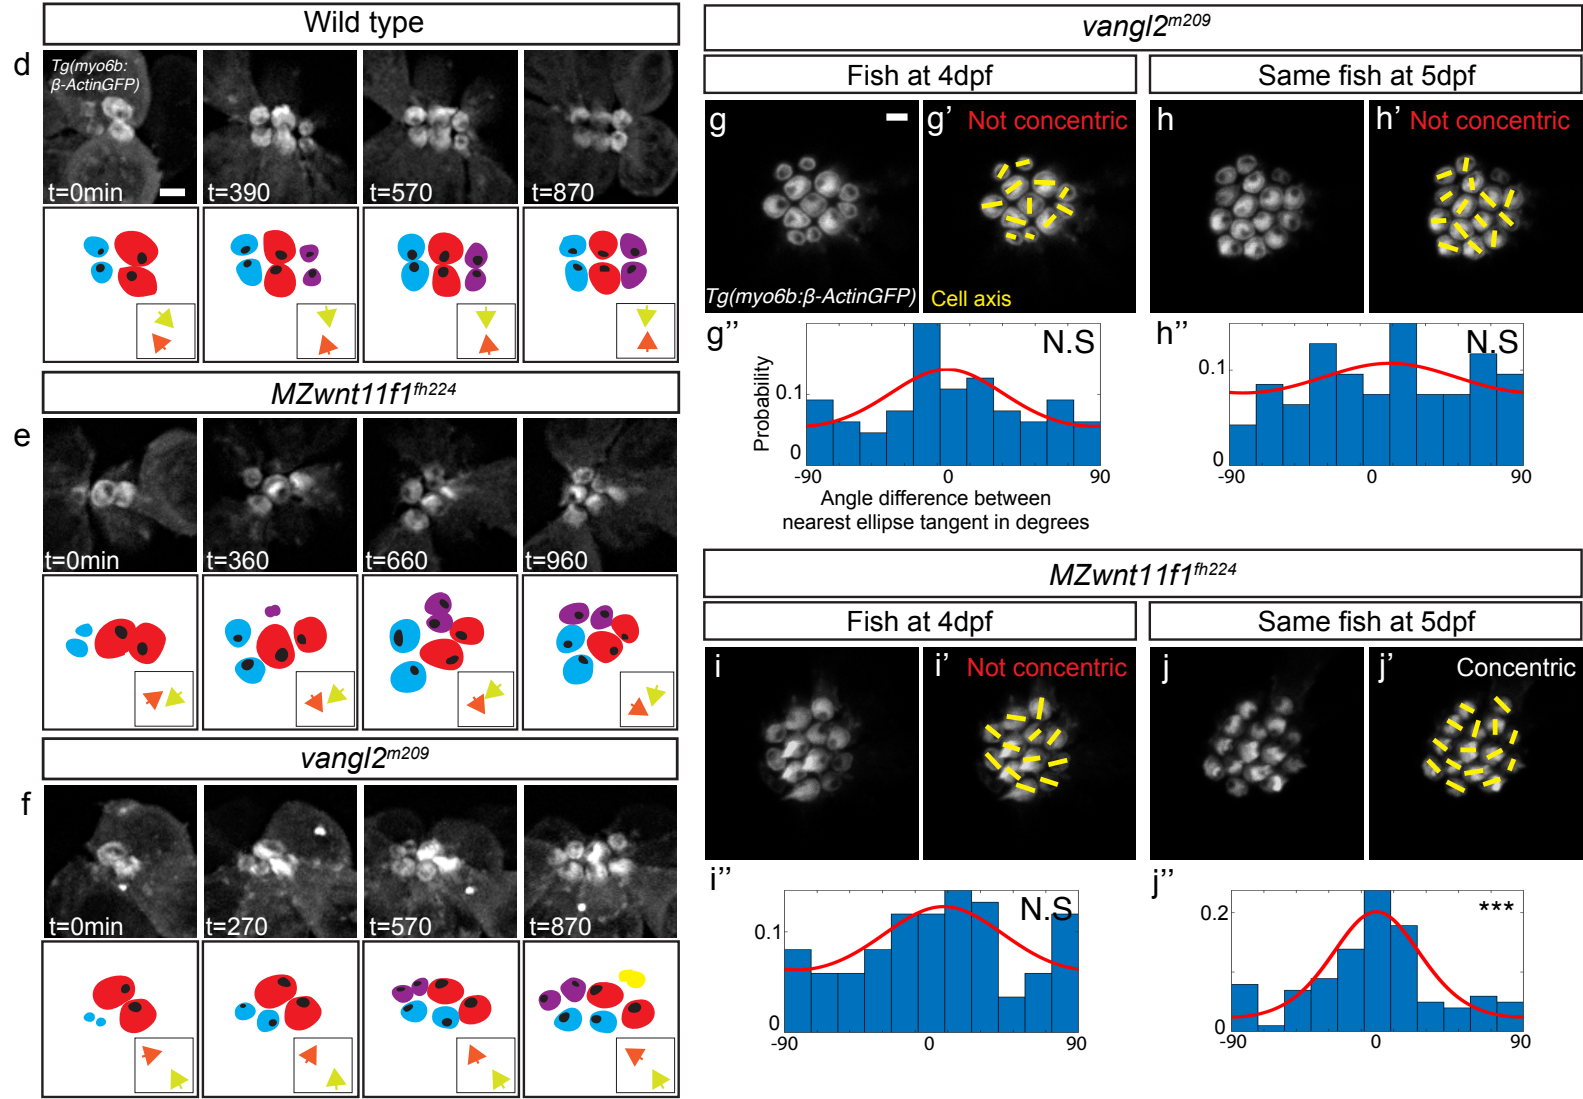 Wild type
d
Tg(myo6b:
β-ActinGFP)
t=0min
t=390
t=570
t=870
MZwnt11f1fh224
e
t=0min
t=360
t=660
t=960
vangl2m209
f
t=0min
t=270
t=570
t=870
vangl2m209
Fish at 4dpf
Same fish at 5dpf
g
g’ Not concentric
h
h’ Not concentric
Tg(myo6b:β-ActinGFP)
Cell axis
g’’
N.S
Probability
0.1
0
-90 0 90
Angle difference between
nearest ellipse tangent in degrees
h’’
N.S
0.1
0
-90 0 90
MZwnt11f1fh224
Fish at 4dpf
Same fish at 5dpf
i
i’ Not concentric
j
j’ Concentric
i’’
N.S
0.1
0
-90 0 90
j’’
***
0.2
0
-90 0 90